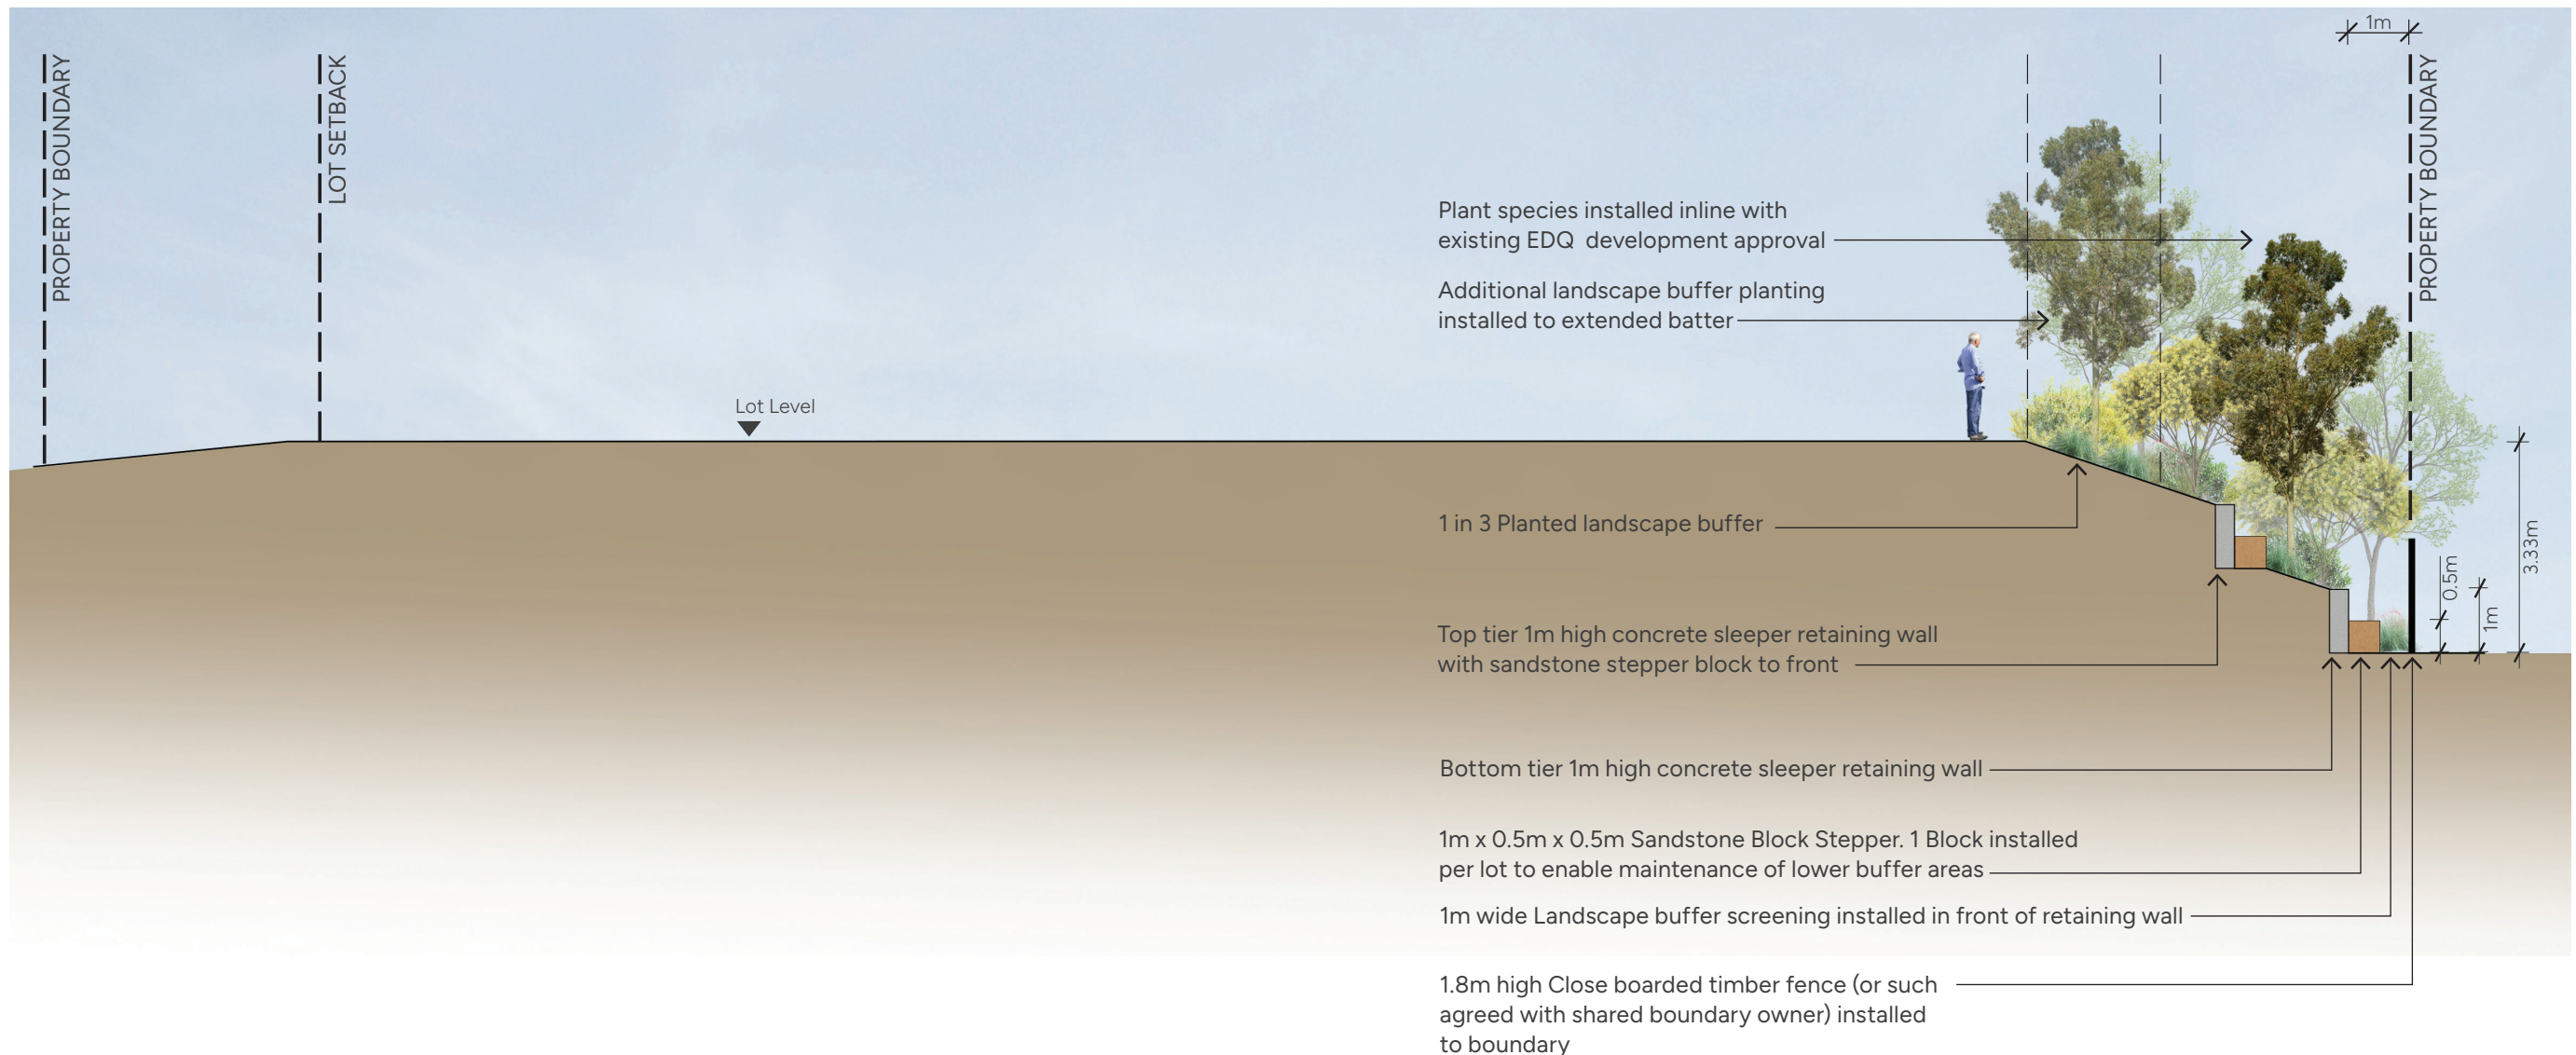 1m
PROPERTY BOUNDARY
LOT SETBACK
PROPERTY BOUNDARY
Plant species installed inline with
existing EDQ development approval
Additional landscape buffer planting
installed to extended batter
Lot Level
1 in 3 Planted landscape buffer
3.33m
0.5m
1m
Top tier 1m high concrete sleeper retaining wall
with sandstone stepper block to front
Bottom tier 1m high concrete sleeper retaining wall
1m x 0.5m x 0.5m Sandstone Block Stepper. 1 Block installed
per lot to enable maintenance of lower buffer areas
1m wide Landscape buffer screening installed in front of retaining wall
1.8m high Close boarded timber fence (or such
agreed with shared boundary owner) installed
to boundary